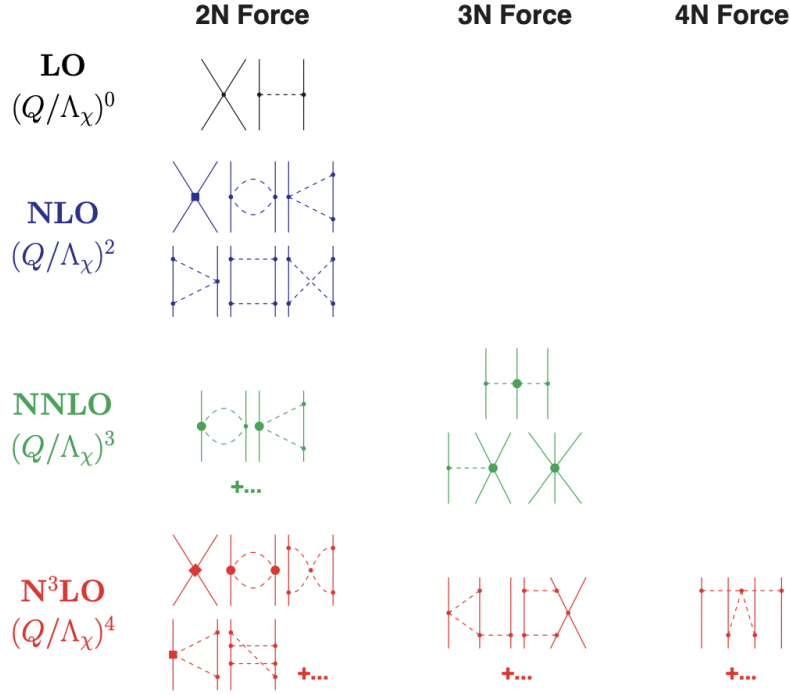 2N Force 3N Force 4N Force
LO
(Q/Λχ)⁰
NLO
(Q/Λχ)²
NNLO
(Q/Λχ)³
+...
N³LO
(Q/Λχ)⁴
+... +... +...